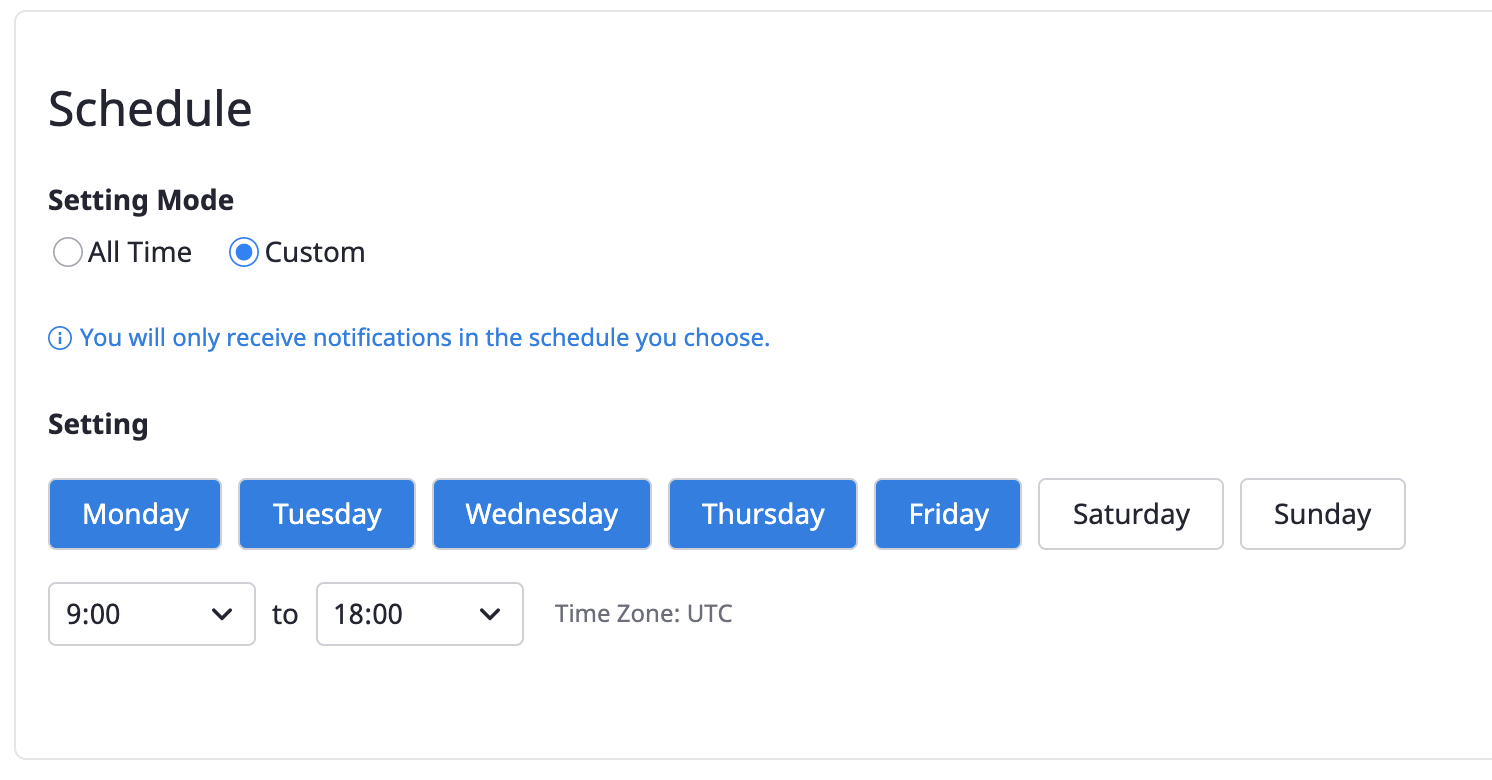 Schedule
Setting Mode
All Time Custom
You will only receive notifications in the schedule you choose.
Setting
Monday Tuesday Wednesday Thursday Friday Saturday Sunday
9:00 to 18:00 Time Zone: UTC